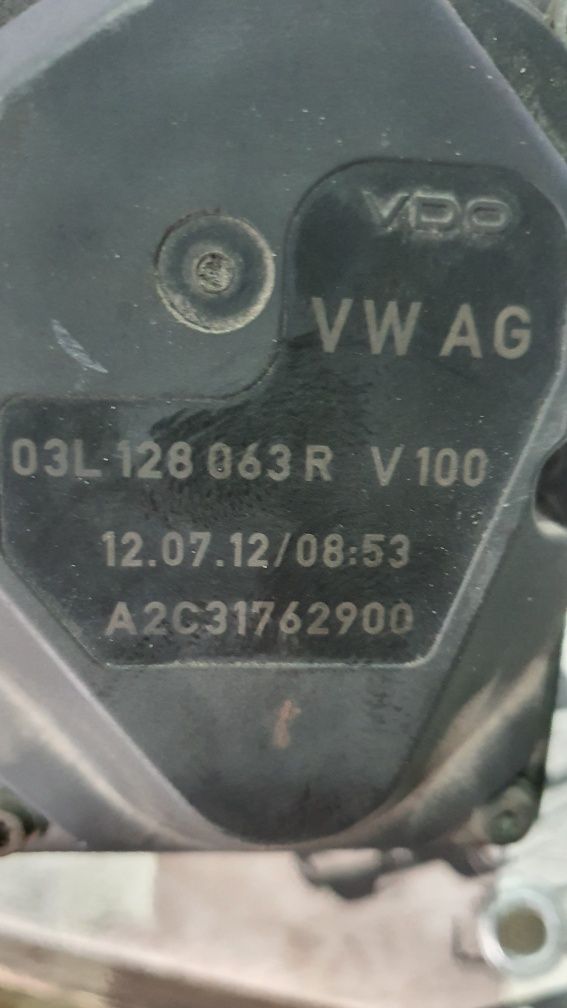 VDO
VW AG
03L 128 063 R V 100
12.07.12/08:53
A2C31762900